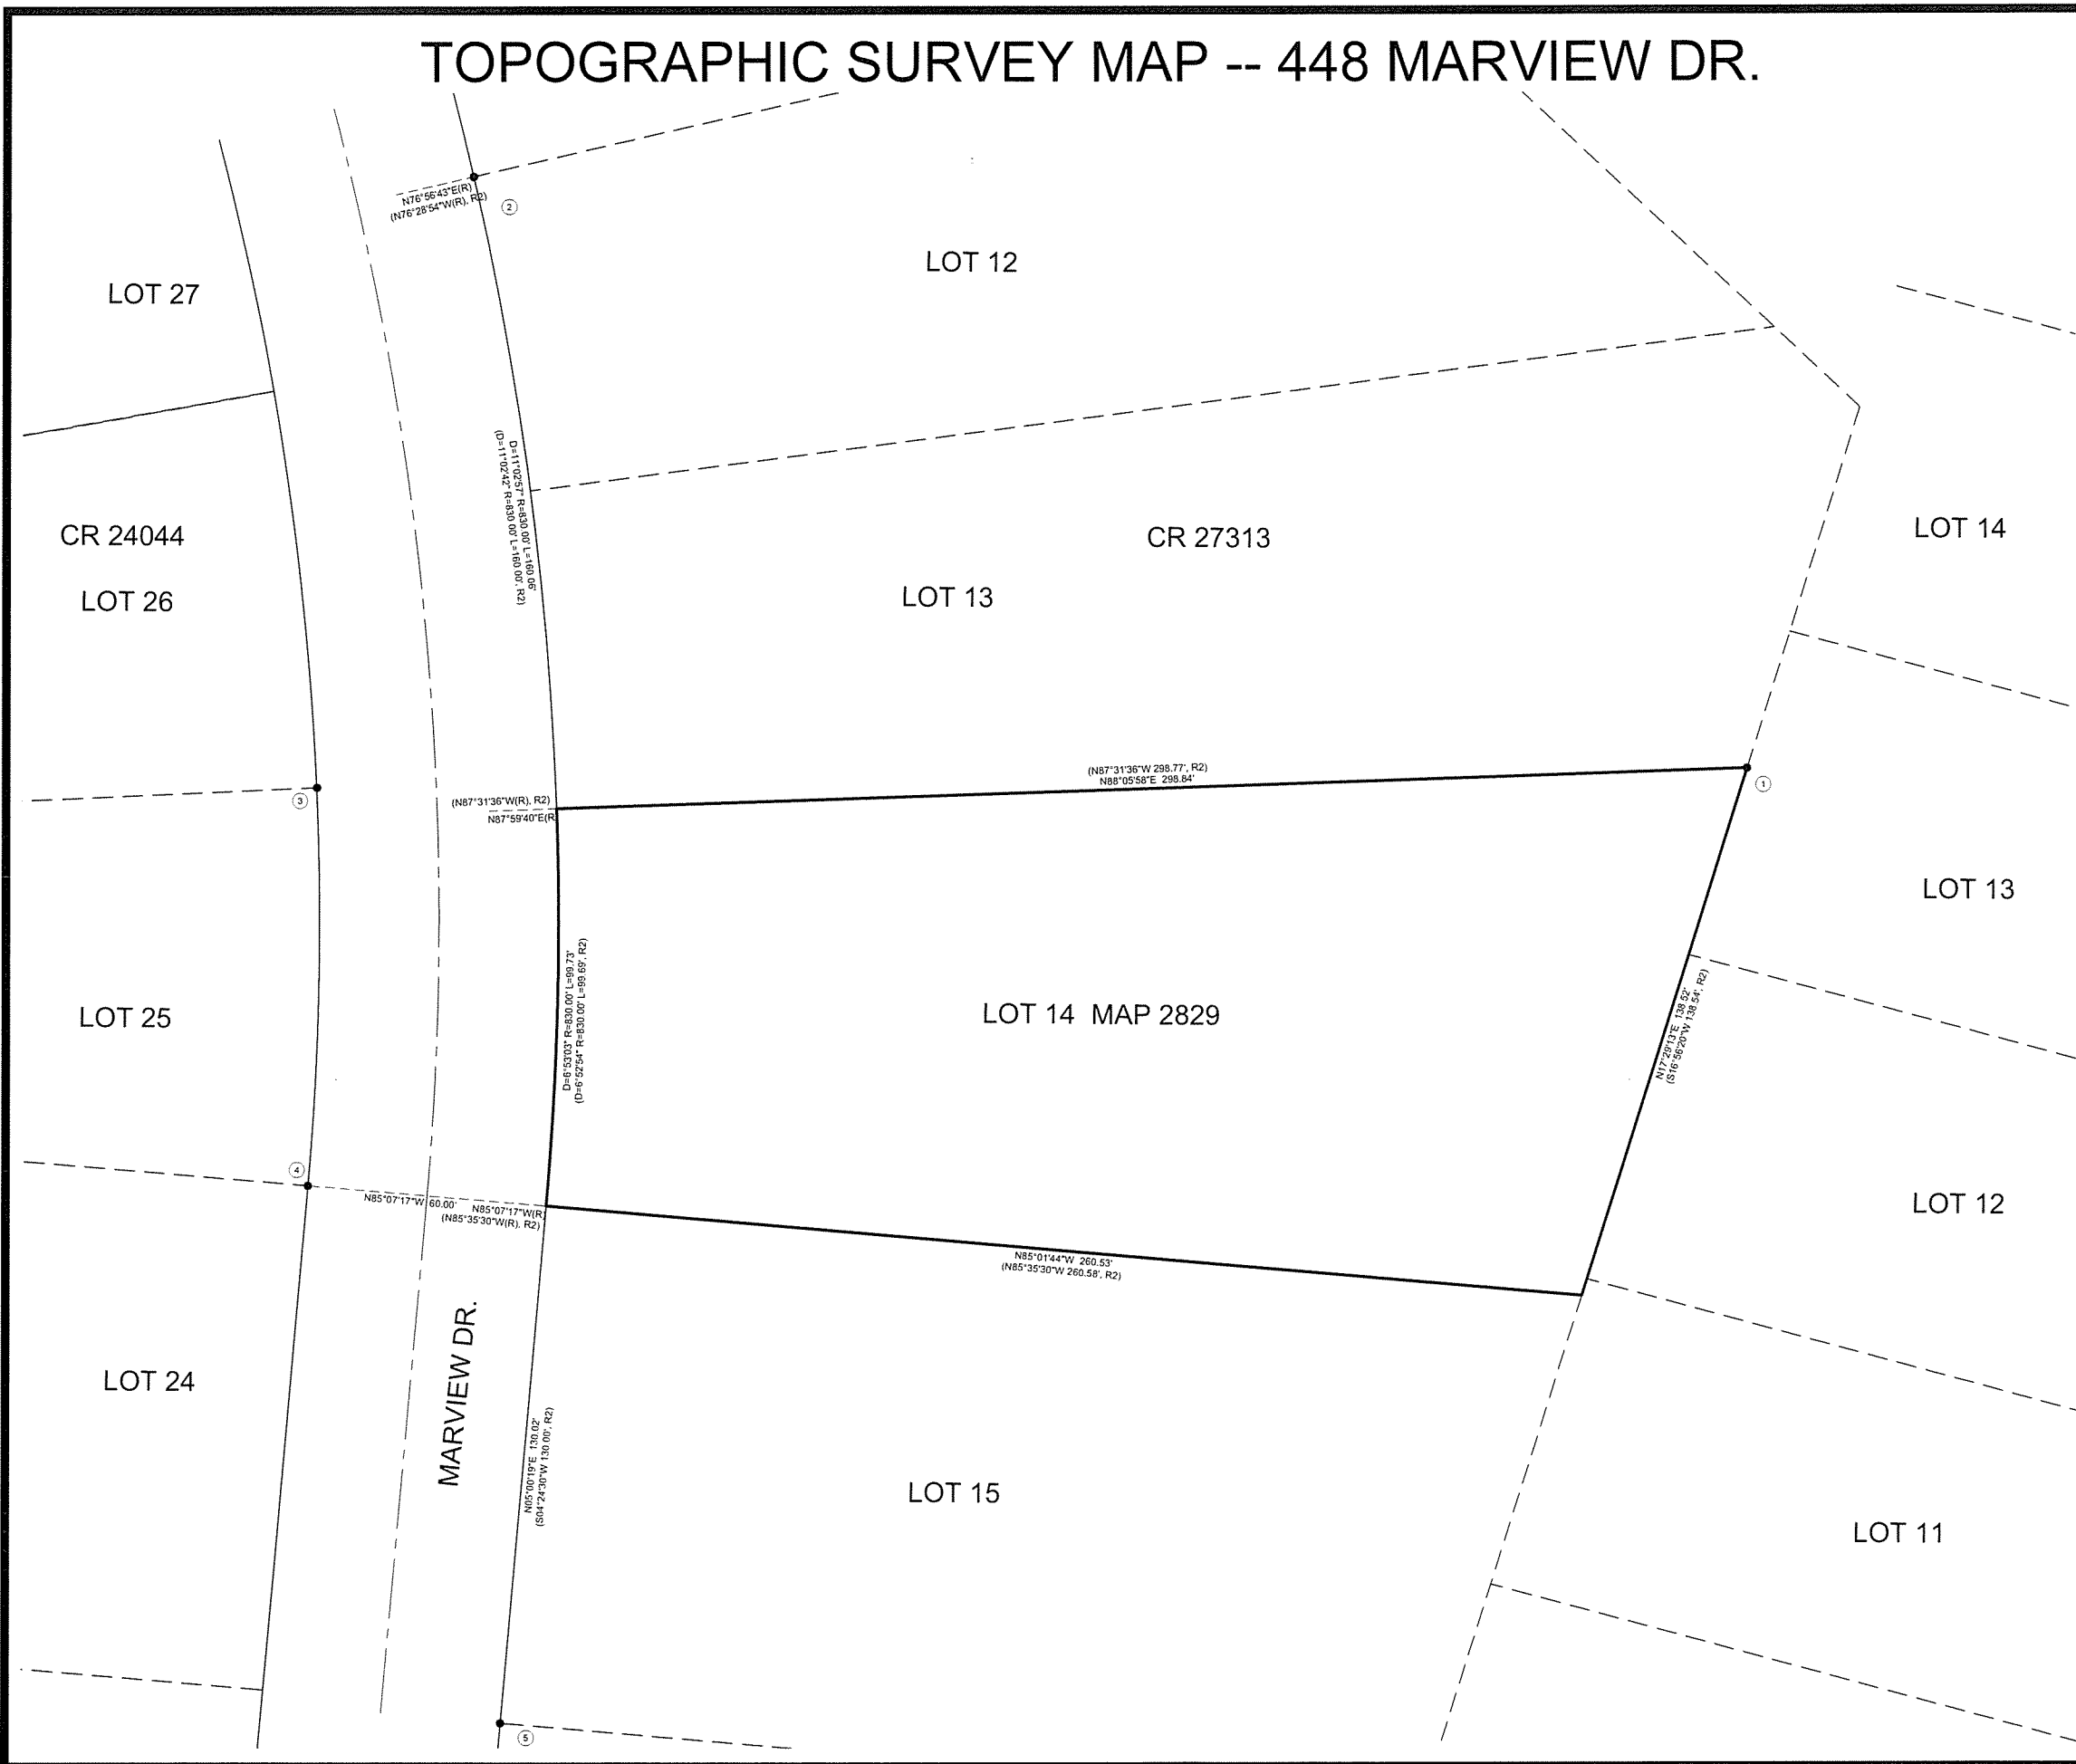 TOPOGRAPHIC SURVEY MAP -- 448 MARVIEW DR.
N76°56'43"E(R)
(N76°28'54"W(R), R2)
2
LOT 12
LOT 27
D=11°02'57" R=830.00' L=160.06'
(D=11°02'42" R=830.00' L=160.00', R2)
CR 24044
LOT 26
CR 27313
LOT 13
LOT 14
(N87°31'36"W 298.77', R2)
N88°05'58"E 298.84'
1
3
(N87°31'36"W(R), R2)
N87°59'40"E(R
LOT 13
D=6°53'03" R=830.00' L=99.73'
(D=6°52'54" R=830.00' L=99.69', R2)
LOT 25
LOT 14 MAP 2829
N17°29'13"E 138.52'
(S16°56'20"W 138.54', R2)
4
N85°07'17"W 60.00'
N85°07'17"W(R
(N85°35'30"W(R), R2)
LOT 12
N85°01'44"W 260.53'
(N85°35'30"W 260.58', R2)
LOT 24
MARVIEW DR.
N05°00'19"E 130.02'
(S04°24'30"W 130.00', R2)
LOT 15
LOT 11
5